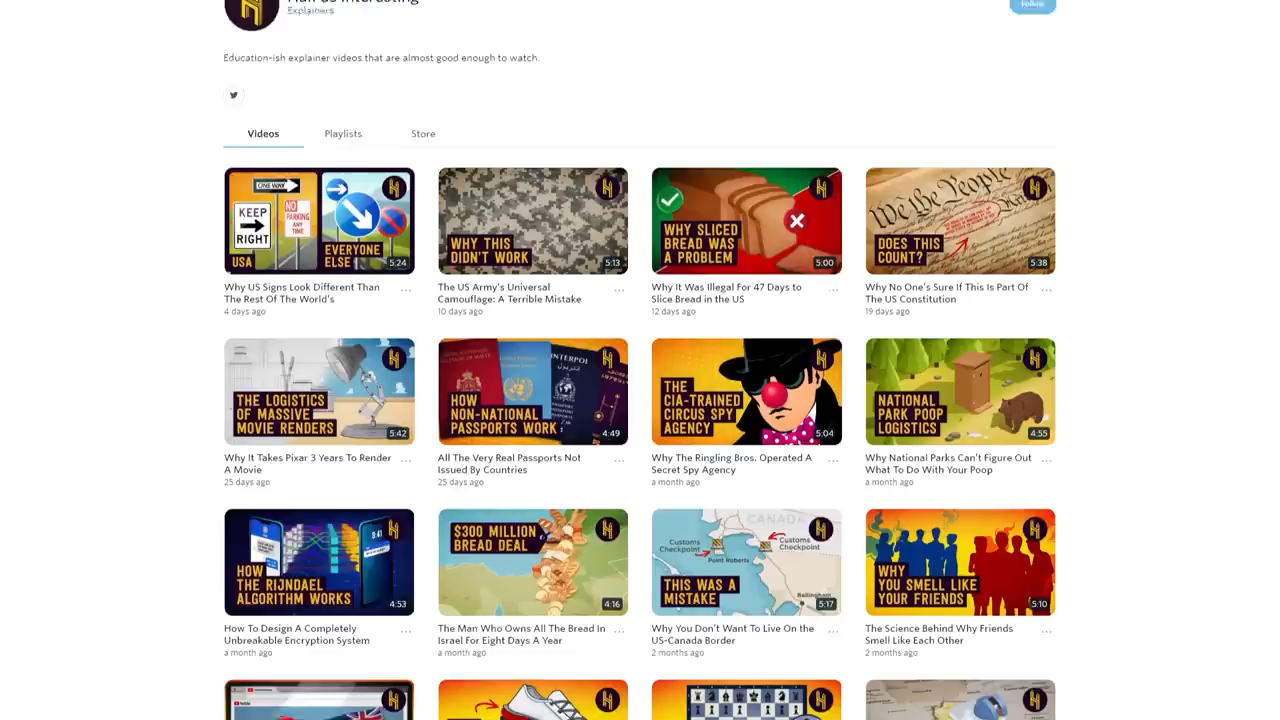 Explainers
Follow
Education-ish explainer videos that are almost good enough to watch.
Videos
Playlists
Store
ONE WAY
KEEP
RIGHT
NO
PARKING
ANY
TIME
USA
EVERYONE
ELSE
5:24
Why US Signs Look Different Than
The Rest Of The World's
4 days ago
WHY THIS
DIDN'T WORK
5:13
The US Army's Universal
Camouflage: A Terrible Mistake
10 days ago
WHY SLICED
BREAD WAS
A PROBLEM
5:00
Why It Was Illegal For 47 Days to
Slice Bread in the US
12 days ago
We the People
DOES THIS
COUNT?
5:38
Why No One's Sure If This Is Part Of
The US Constitution
19 days ago
THE LOGISTICS
OF MASSIVE
MOVIE RENDERS
5:42
Why It Takes Pixar 3 Years To Render
A Movie
25 days ago
INTERPOL
HOW
NON-NATIONAL
PASSPORTS WORK
4:49
All The Very Real Passports Not
Issued By Countries
25 days ago
THE
CIA-TRAINED
CIRCUS SPY
AGENCY
5:04
Why The Ringling Bros. Operated A
Secret Spy Agency
a month ago
NATIONAL
PARK POOP
LOGISTICS
4:55
Why National Parks Can't Figure Out
What To Do With Your Poop
a month ago
9:41
HOW
THE RIJNDAEL
ALGORITHM WORKS
4:53
How To Design A Completely
Unbreakable Encryption System
a month ago
$300 MILLION
BREAD DEAL
4:16
The Man Who Owns All The Bread In
Israel For Eight Days A Year
a month ago
CANADA
Customs
Checkpoint
Customs
Checkpoint
Point Roberts
THIS WAS A
MISTAKE
Bellingham
5:17
Why You Don't Want To Live On the
US-Canada Border
2 months ago
WHY
YOU SMELL LIKE
YOUR FRIENDS
5:10
The Science Behind Why Friends
Smell Like Each Other
2 months ago